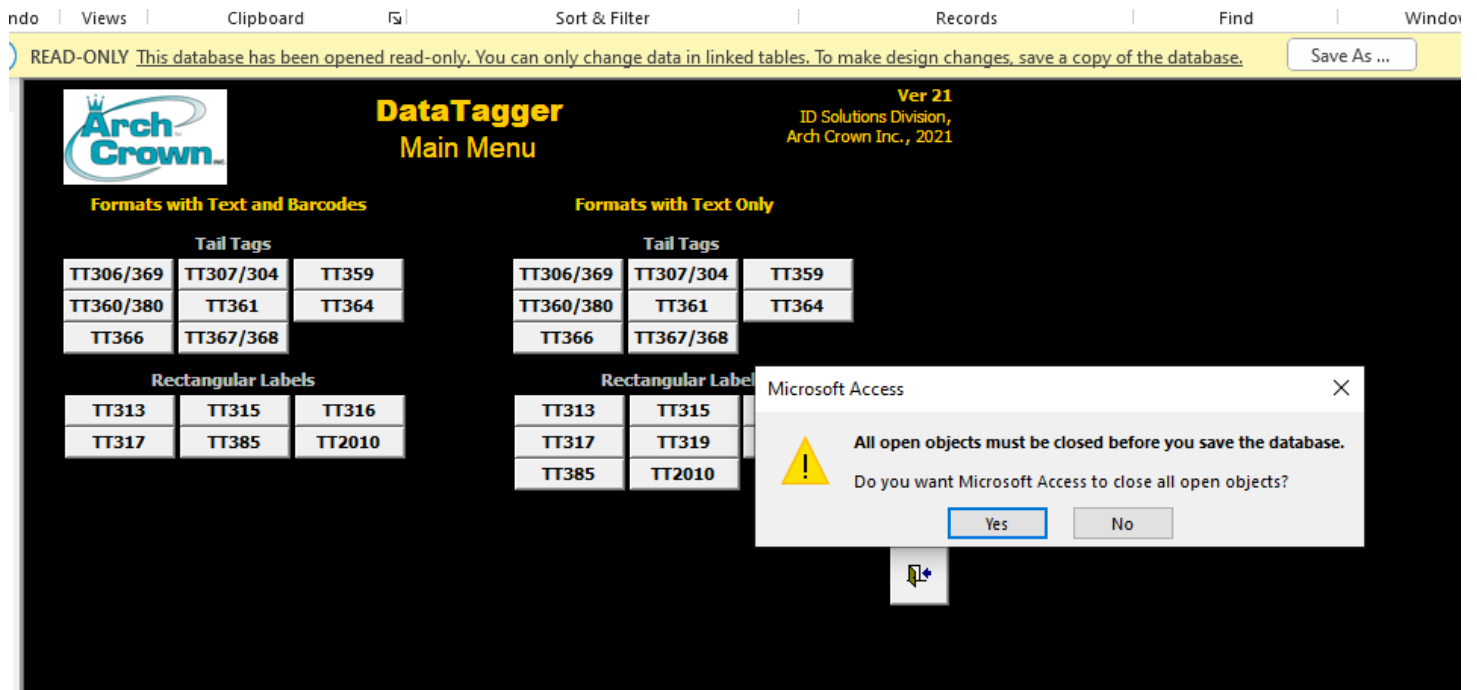 ndo Views Clipboard Sort & Filter Records Find Window
READ-ONLY This database has been opened read-only. You can only change data in linked tables. To make design changes, save a copy of the database. Save As ...
Arch
Crown INC.
DataTagger
Main Menu
Ver 21
ID Solutions Division,
Arch Crown Inc., 2021
Formats with Text and Barcodes
Tail Tags
TT306/369 TT307/304 TT359
TT360/380 TT361 TT364
TT366 TT367/368
Rectangular Labels
TT313 TT315 TT316
TT317 TT385 TT2010
Formats with Text Only
Tail Tags
TT306/369 TT307/304 TT359
TT360/380 TT361 TT364
TT366 TT367/368
Rectangular Label
TT313 TT315
TT317 TT319
TT385 TT2010
Microsoft Access
All open objects must be closed before you save the database.
Do you want Microsoft Access to close all open objects?
Yes No